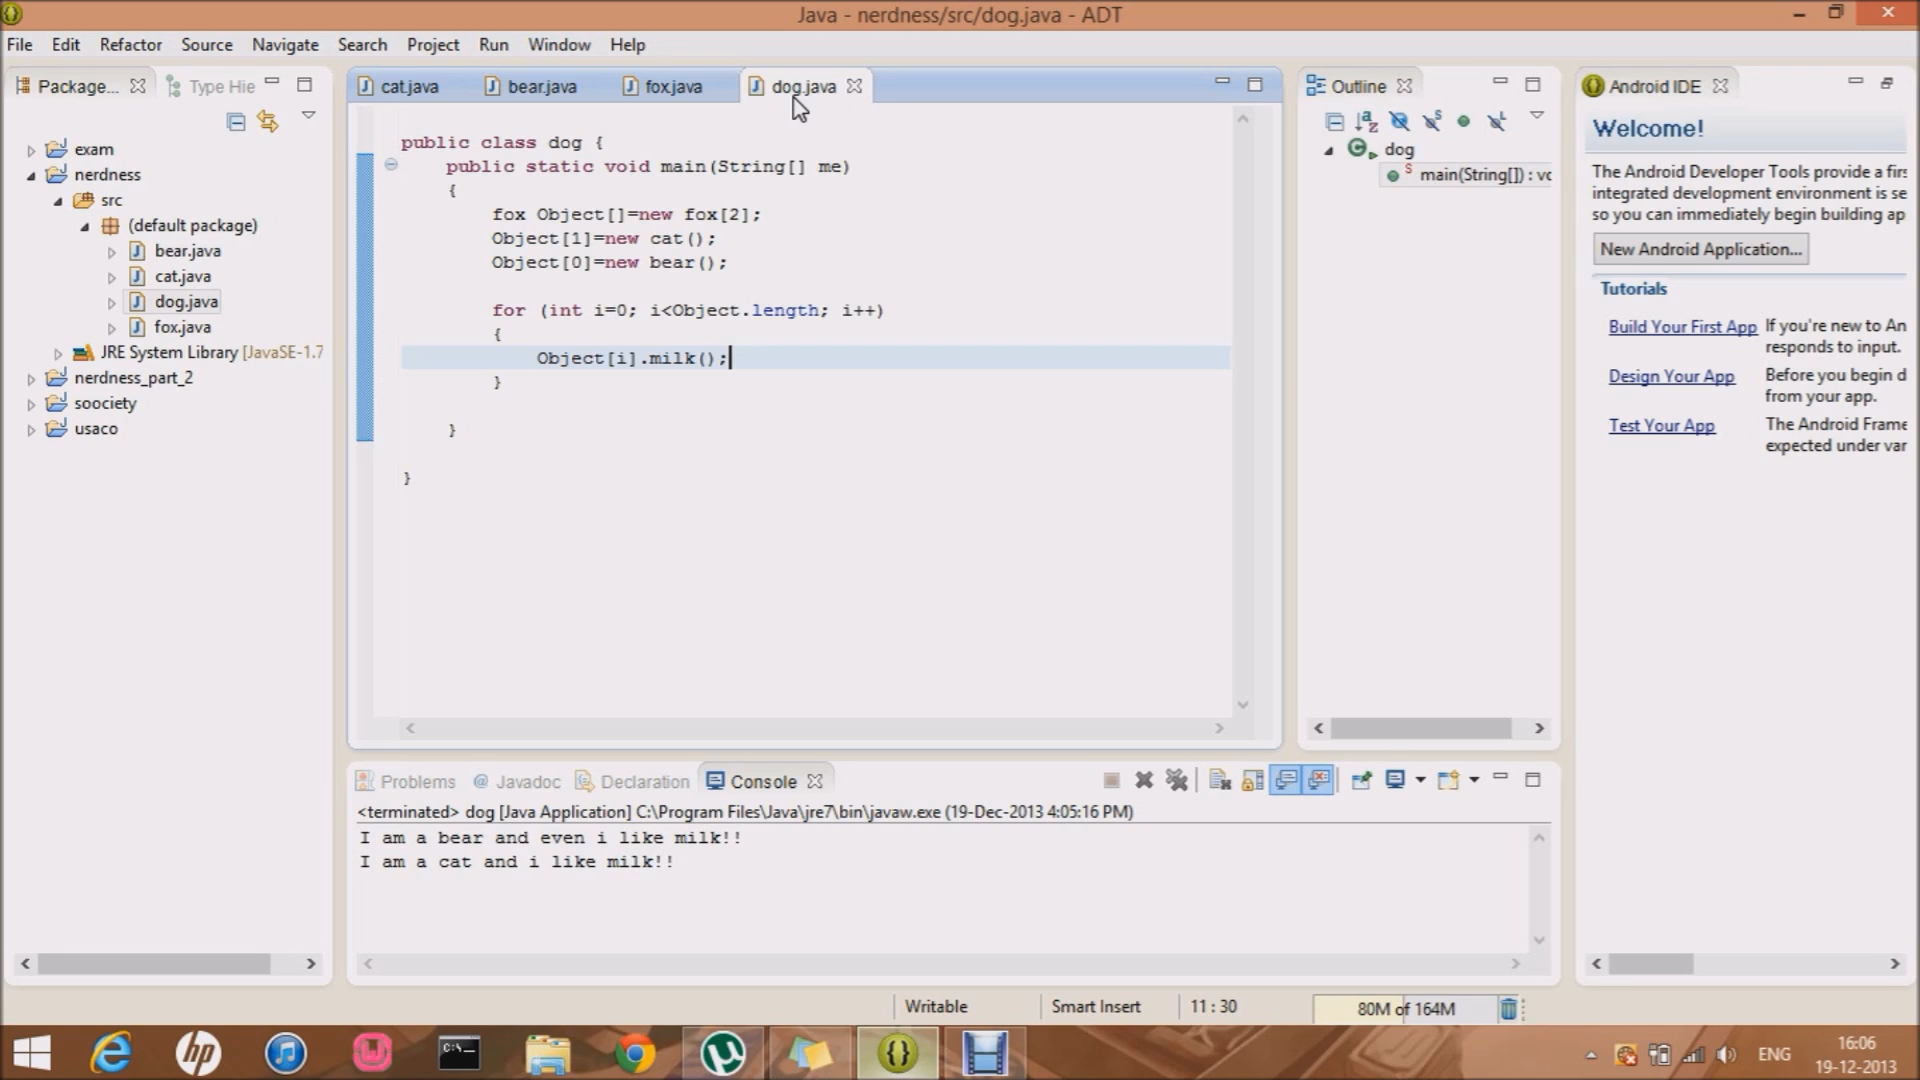 Java - nerdness/src/dog.java - ADT
File Edit Refactor Source Navigate Search Project Run Window Help
Package... Type Hie
exam
nerdness
src
(default package)
bear.java
cat.java
dog.java
fox.java
JRE System Library [JavaSE-1.7
nerdness_part_2
soociety
usaco
cat.java bear.java fox.java dog.java
public class dog {
public static void main(String[] me)
{
fox Object[]=new fox[2];
Object[1]=new cat();
Object[0]=new bear();
for (int i=0; i<Object.length; i++)
{
Object[i].milk();
}
}
}
Outline
dog
main(String[]) : vo
Android IDE
Welcome!
The Android Developer Tools provide a firs
integrated development environment is se
so you can immediately begin building ap
New Android Application...
Tutorials
Build Your First App If you're new to An
responds to input.
Design Your App Before you begin d
from your app.
Test Your App The Android Frame
expected under var
Problems @ Javadoc Declaration Console
<terminated> dog [Java Application] C:\Program Files\Java\jre7\bin\javaw.exe (19-Dec-2013 4:05:16 PM)
I am a bear and even i like milk!!
I am a cat and i like milk!!
Writable Smart Insert 11 : 30 80M of 164M
ENG
16:06
19-12-2013